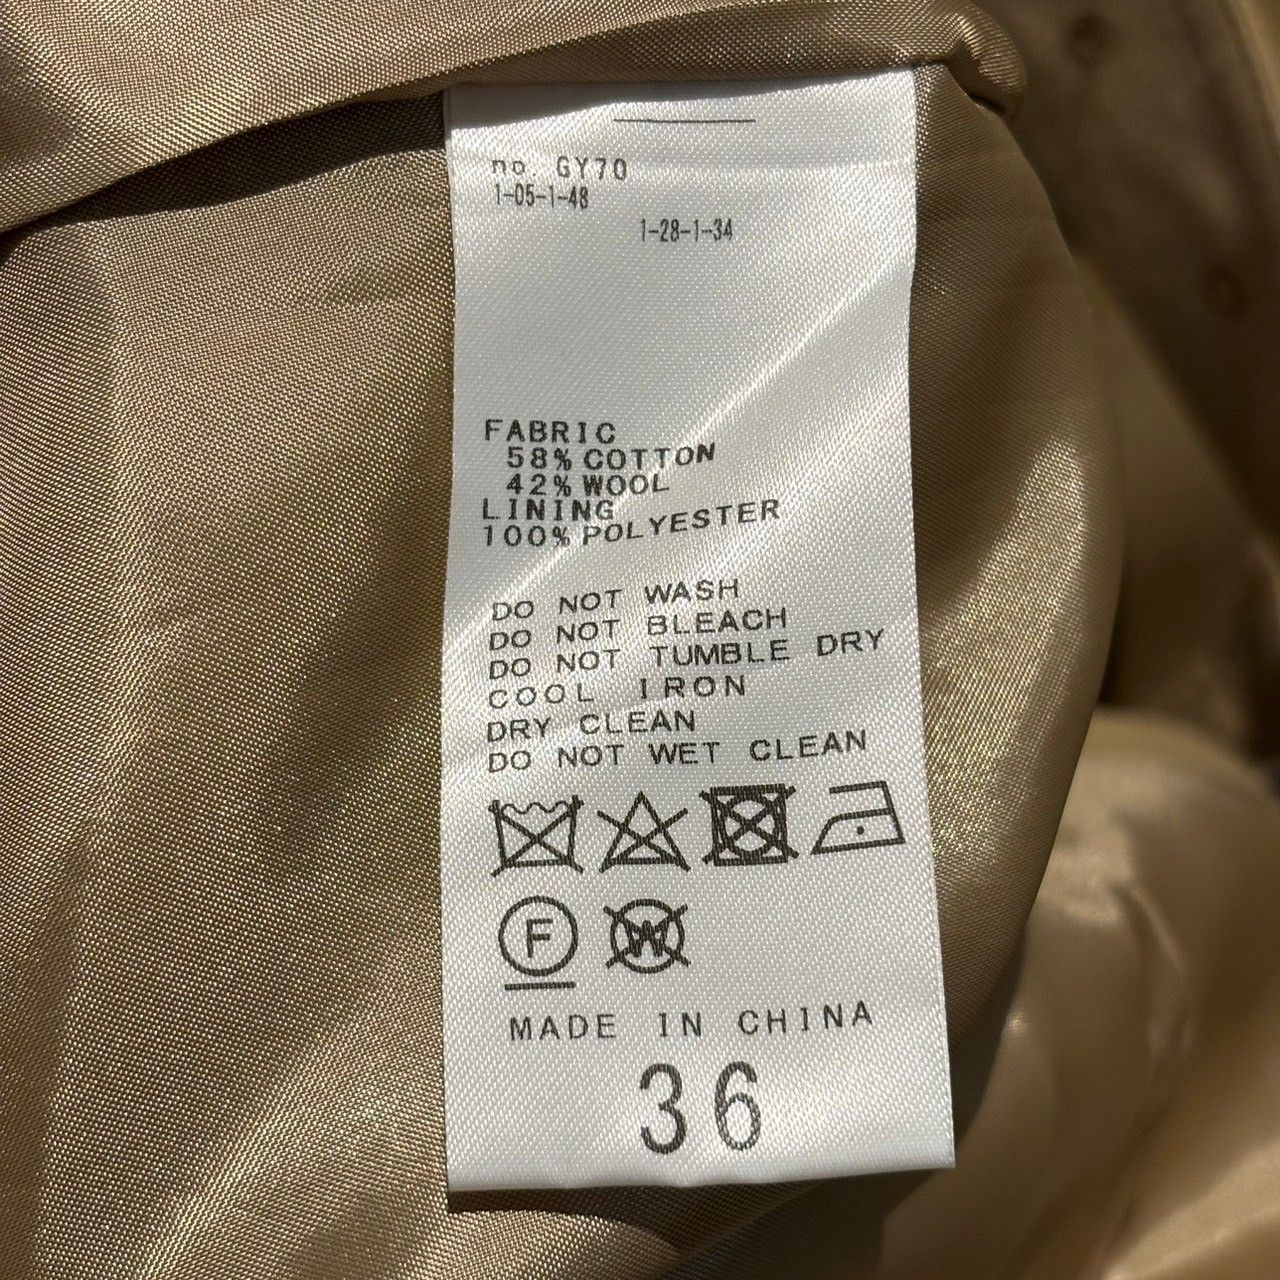 no. GY70
1-05-1-48
1-28-1-34
FABRIC
58% COTTON
42% WOOL
LINING
100% POLYESTER
DO NOT WASH
DO NOT BLEACH
DO NOT TUMBLE DRY
COOL IRON
DRY CLEAN
DO NOT WET CLEAN
F W
MADE IN CHINA
36